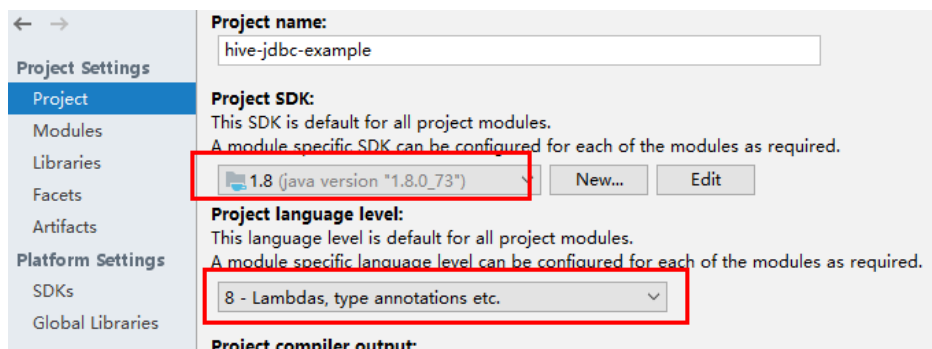 ← →
Project Settings
Project
Modules
Libraries
Facets
Artifacts
Platform Settings
SDKs
Global Libraries
Project name:
hive-jdbc-example
Project SDK:
This SDK is default for all project modules.
A module specific SDK can be configured for each of the modules as required.
1.8 (java version "1.8.0_73") New... Edit
Project language level:
This language level is default for all project modules.
A module specific language level can be configured for each of the modules as required.
8 - Lambdas, type annotations etc.
Project compiler output: